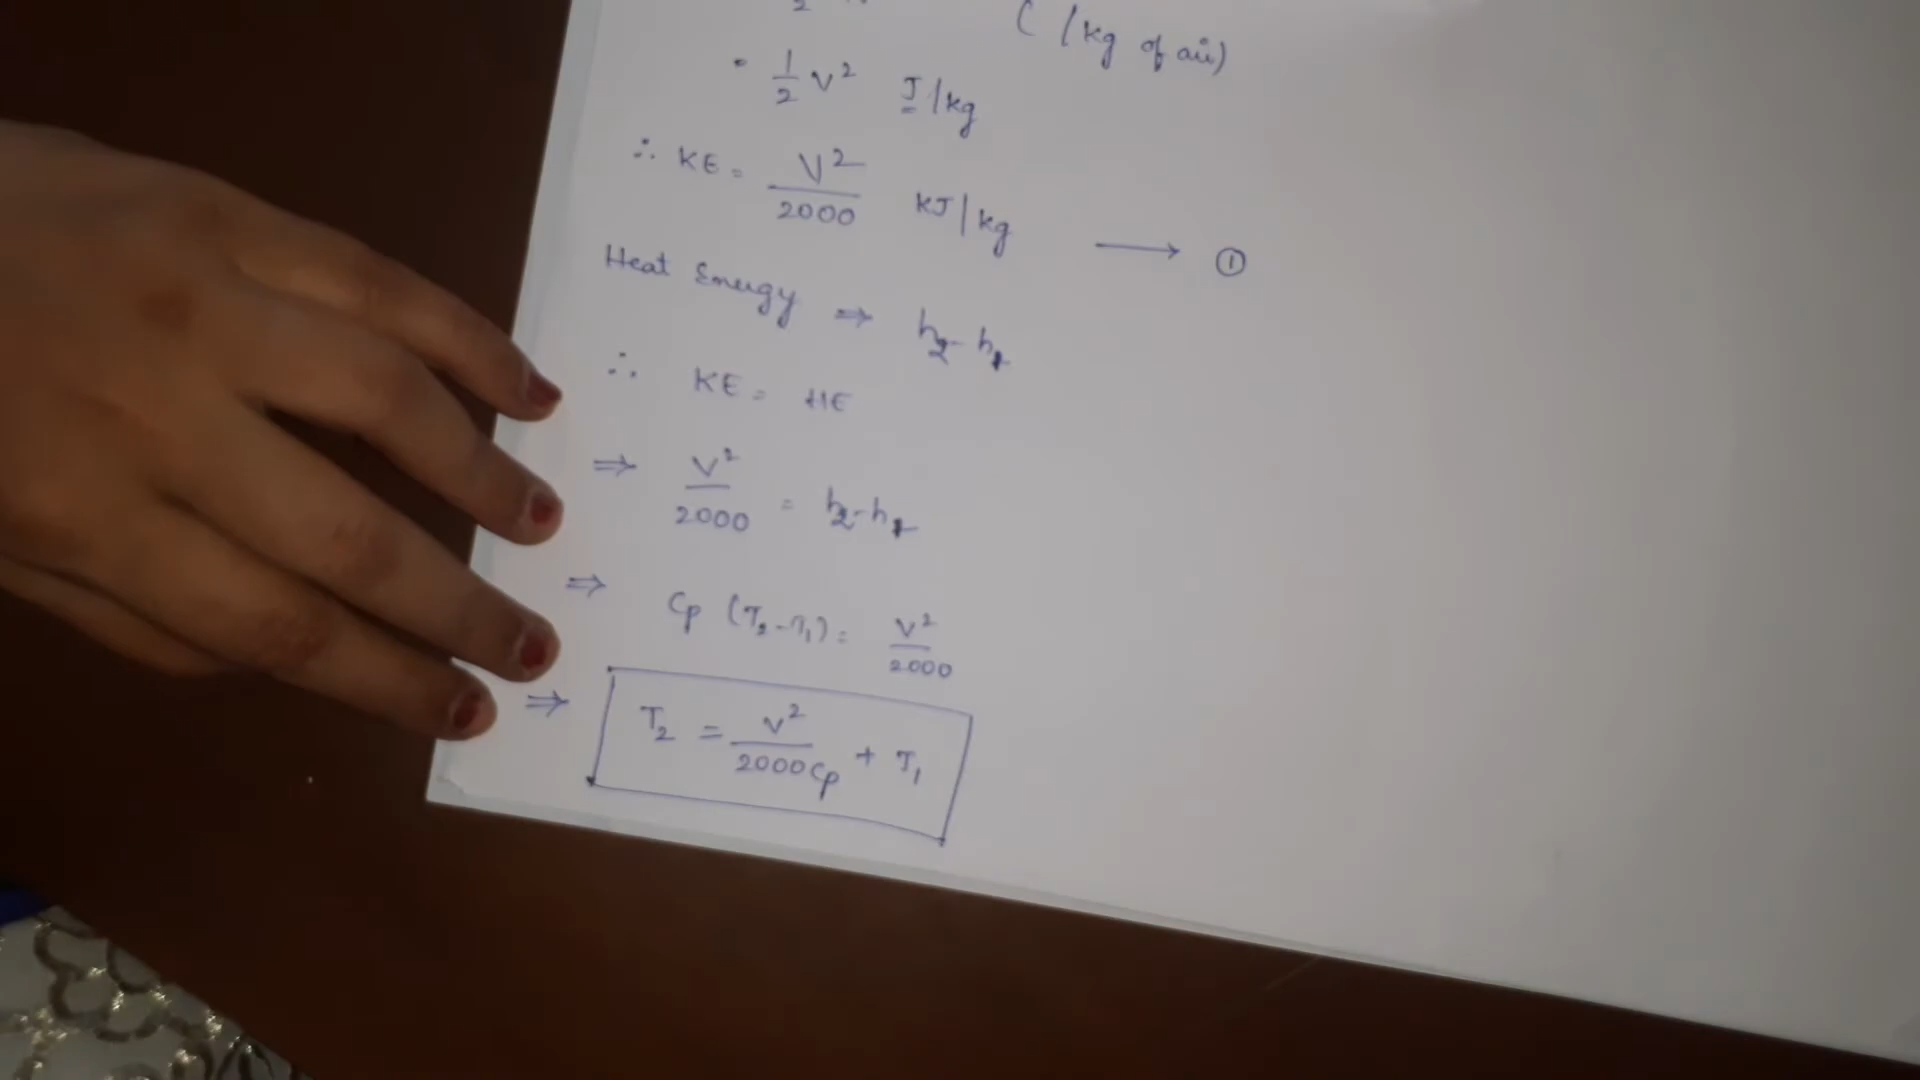 (/kg of air)
• 1/2 V² J/kg
∴ KE = V²/2000 kJ/kg ⟶ ①
Heat Energy ⇒ h₂-h₁
∴ KE = HE
⇒ V²/2000 = h₂-h₁
⇒ Cp (T₂-T₁) = V²/2000
⇒ T₂ = V²/2000Cp + T₁